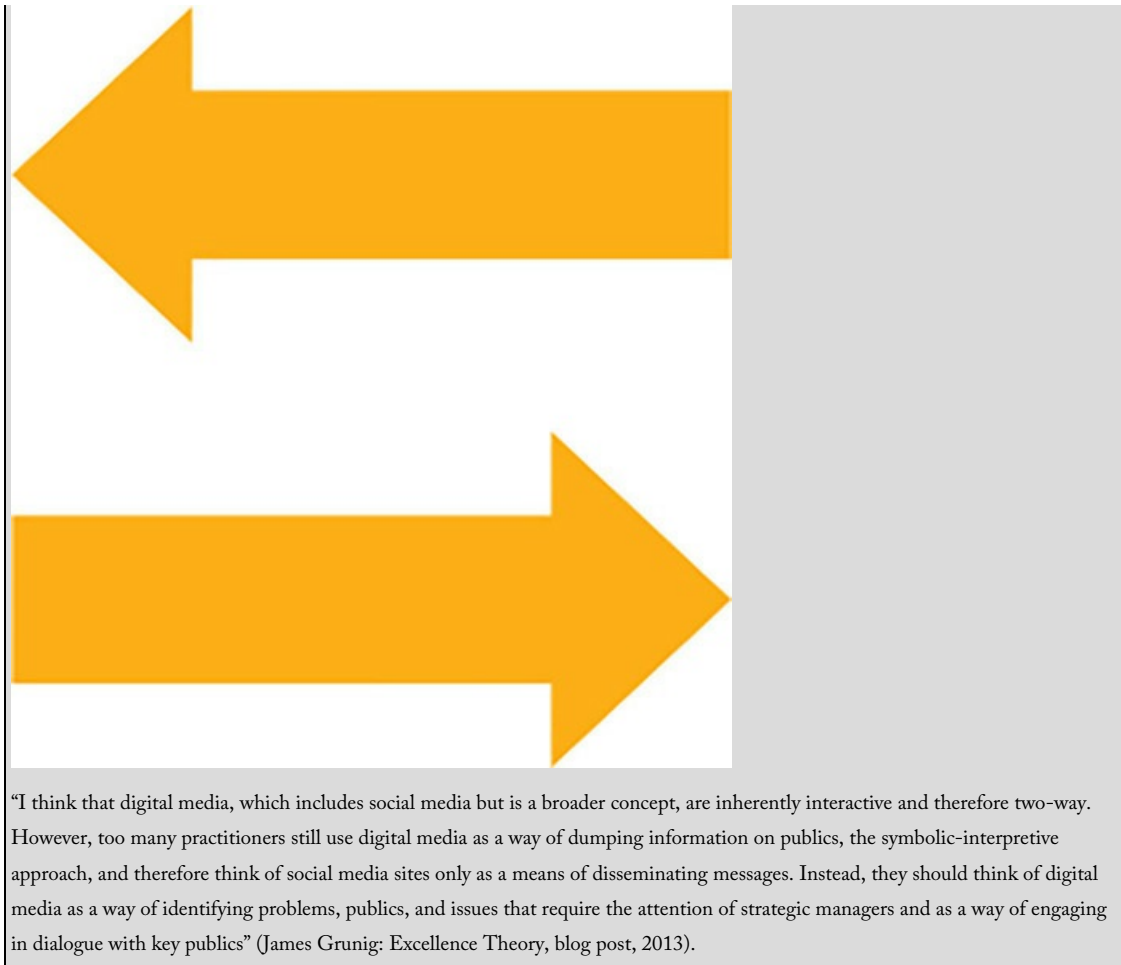 “I think that digital media, which includes social media but is a broader concept, are inherently interactive and therefore two-way.
However, too many practitioners still use digital media as a way of dumping information on publics, the symbolic-interpretive
approach, and therefore think of social media sites only as a means of disseminating messages. Instead, they should think of digital
media as a way of identifying problems, publics, and issues that require the attention of strategic managers and as a way of engaging
in dialogue with key publics” (James Grunig: Excellence Theory, blog post, 2013).